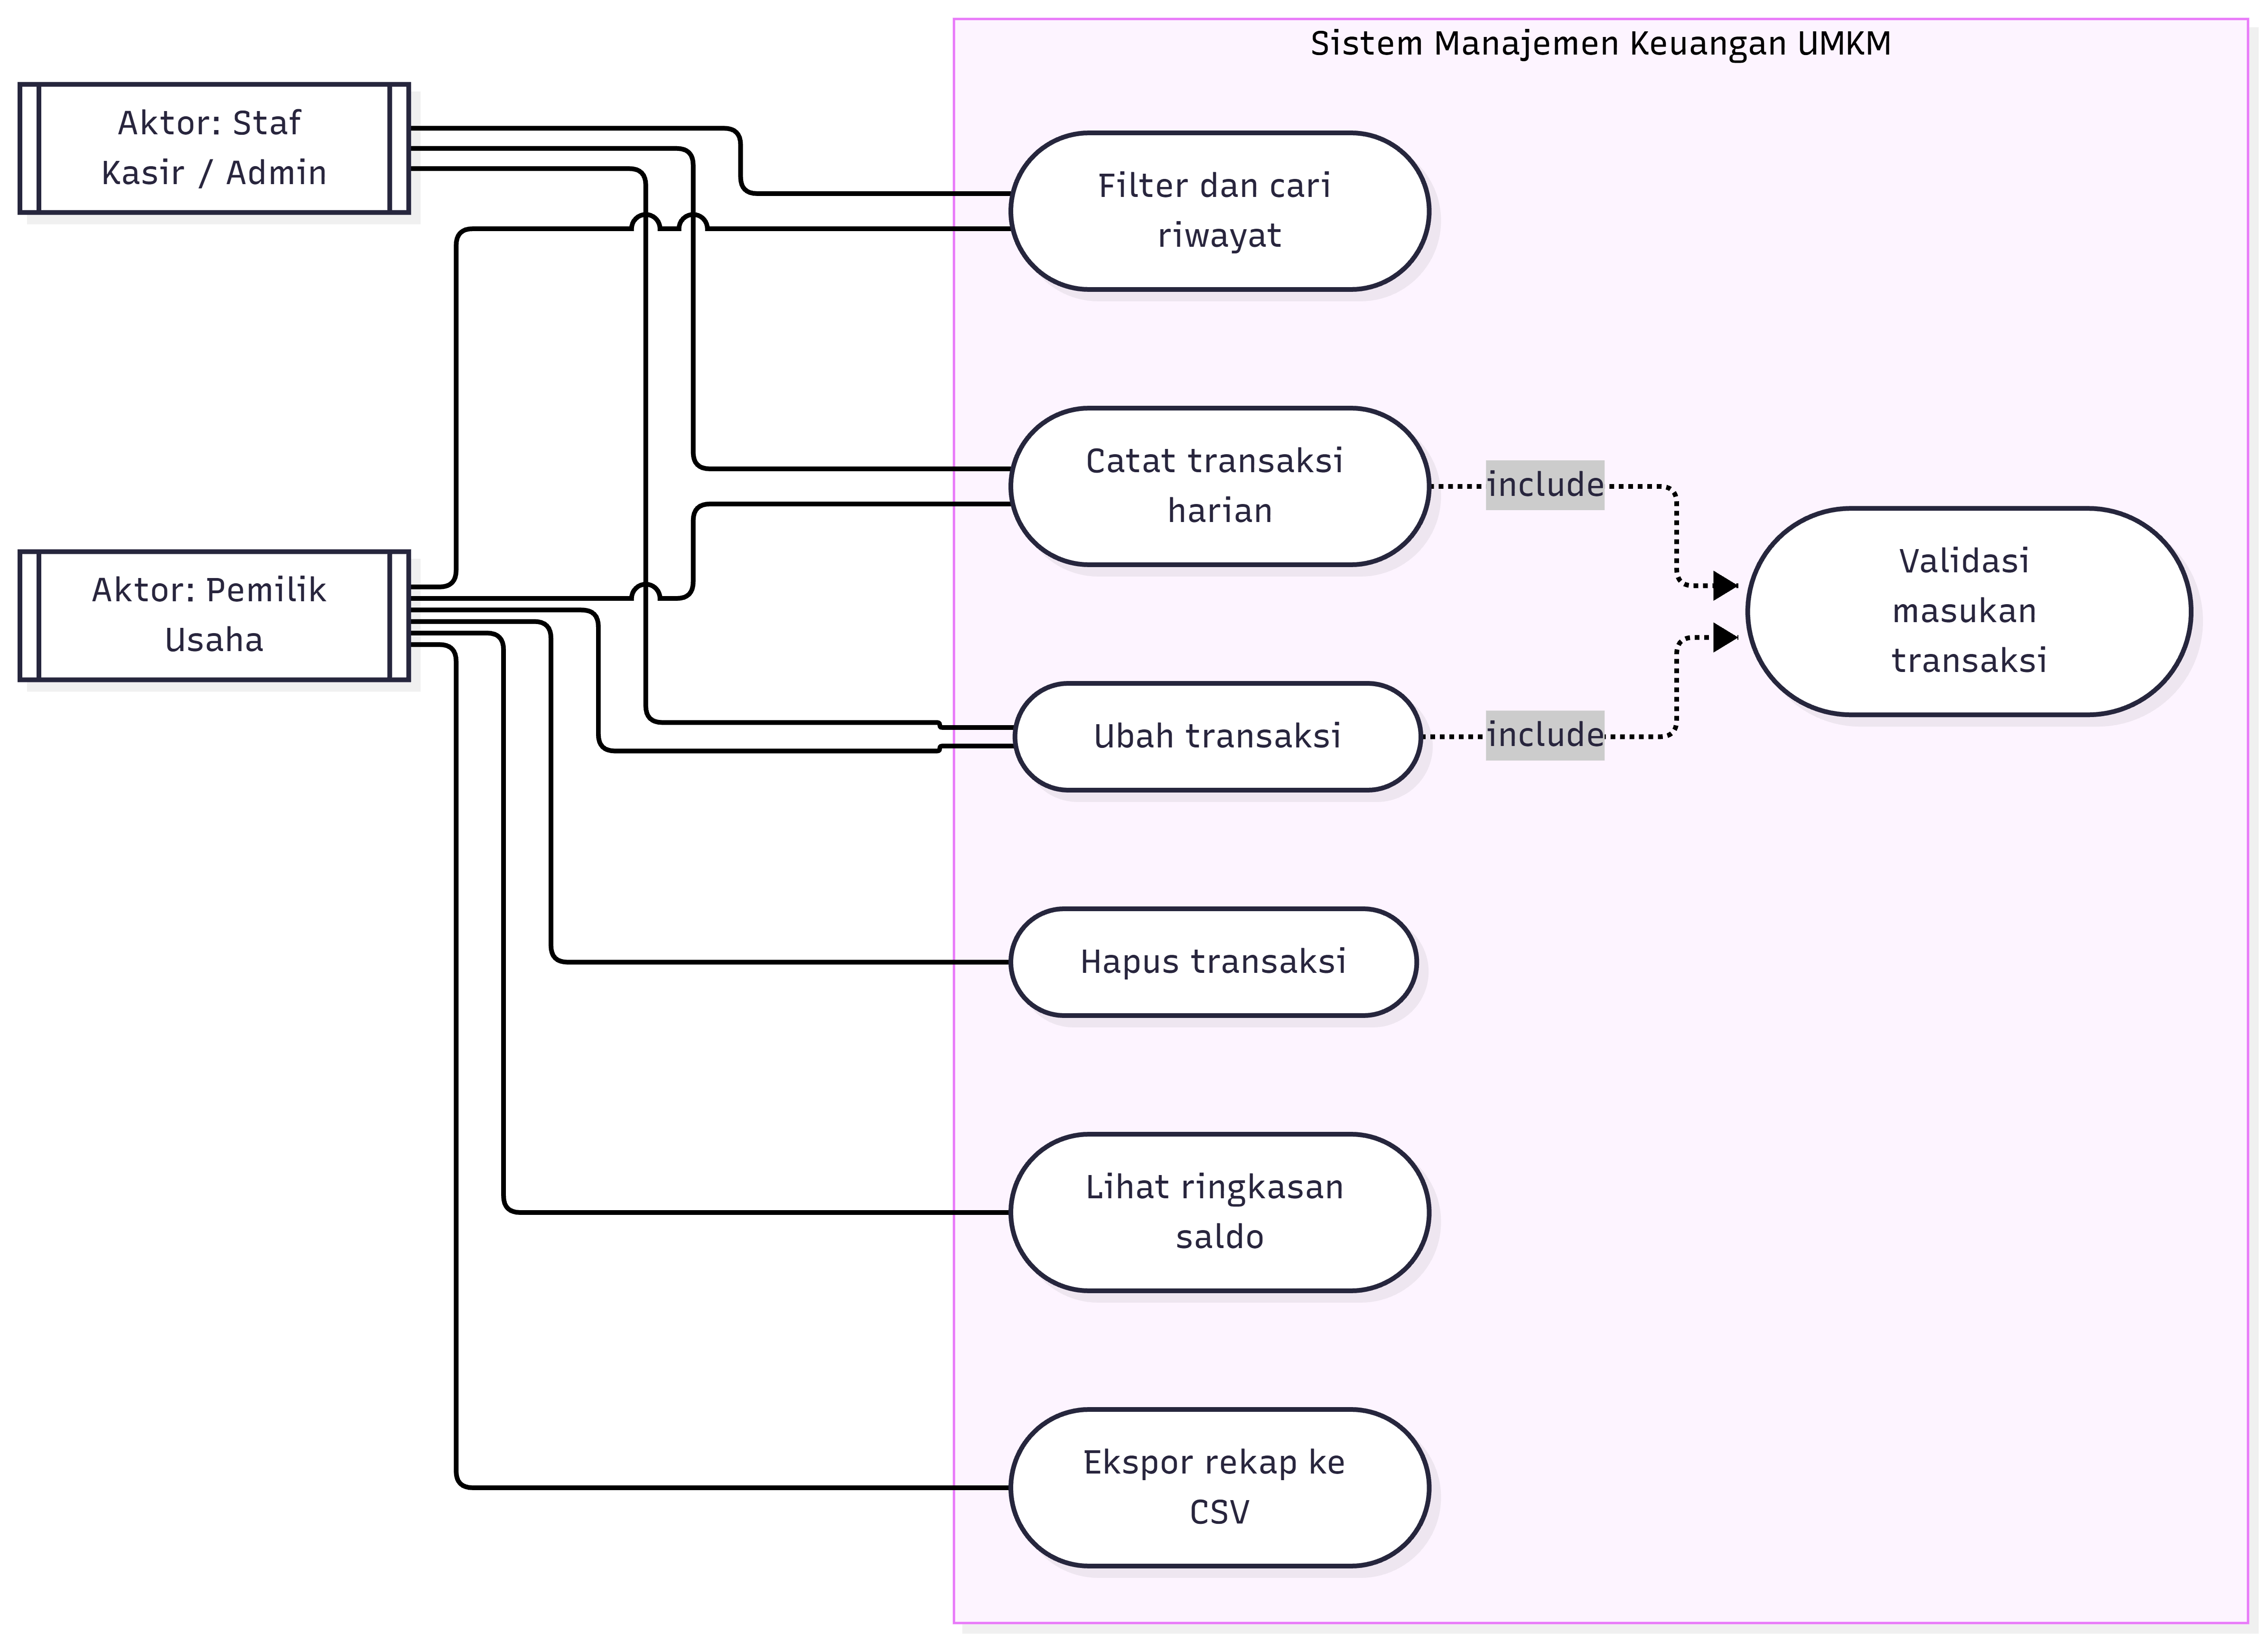 Sistem Manajemen Keuangan UMKM
Aktor: Staf
Kasir / Admin
Filter dan cari
riwayat
Catat transaksi
harian
include
Validasi
masukan
transaksi
Aktor: Pemilik
Usaha
Ubah transaksi
include
Hapus transaksi
Lihat ringkasan
saldo
Ekspor rekap ke
CSV